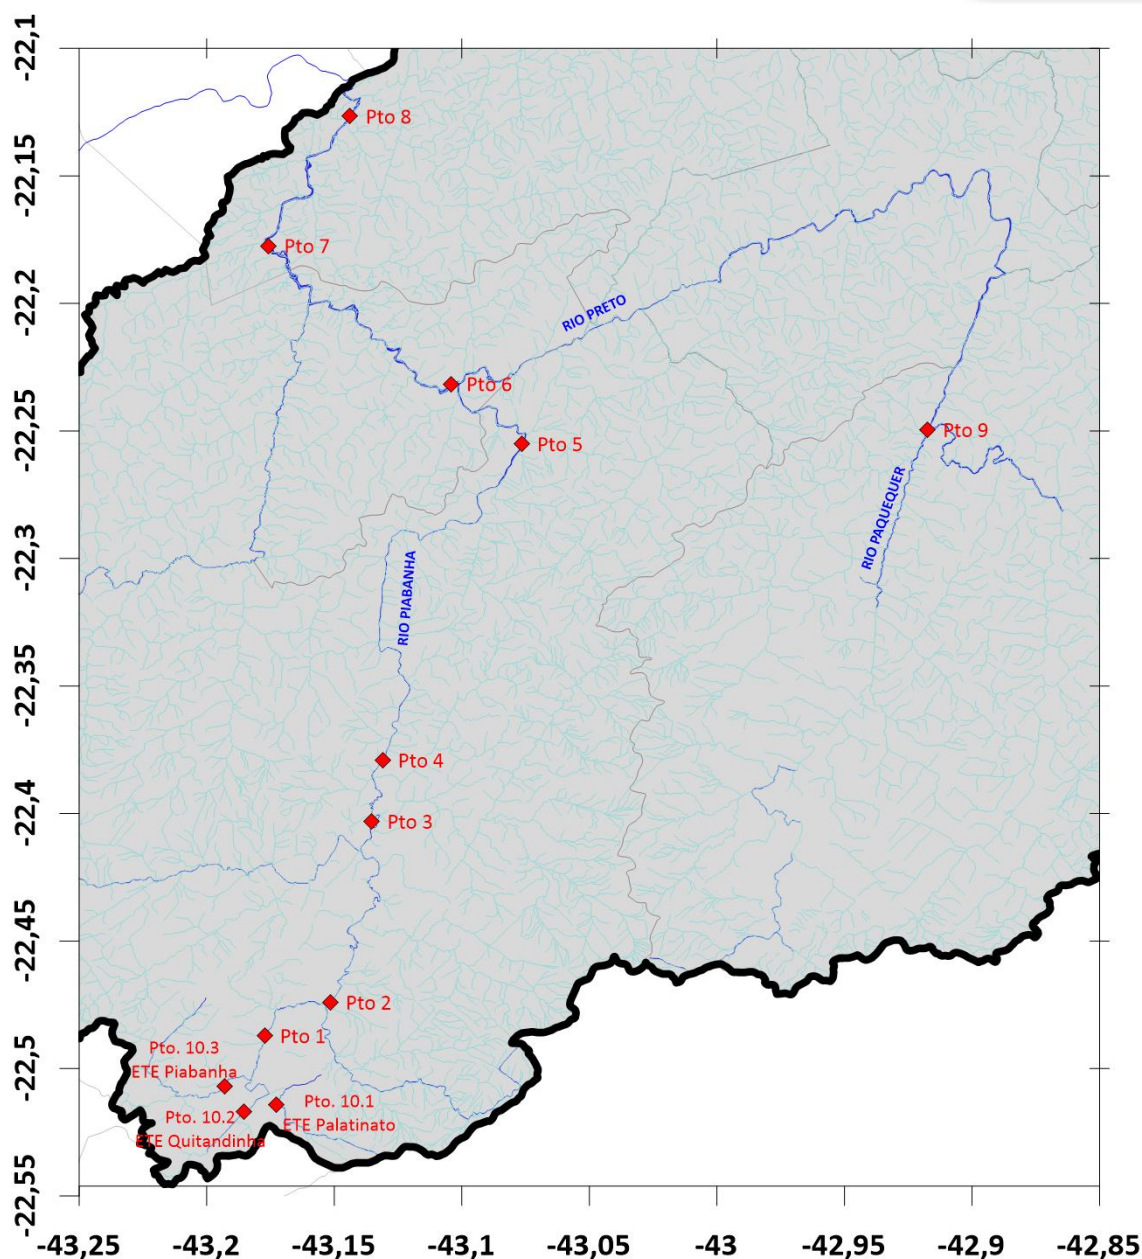 -22,1
-22,15
-22,2
-22,25
-22,3
-22,35
-22,4
-22,45
-22,5
-22,55
Pto 8
Pto 7
RIO PRETO
Pto 6
Pto 5
Pto 9
RIO PAQUEQUER
RIO PIABANHA
Pto 4
Pto 3
Pto 2
Pto 1
Pto. 10.3
ETE Piabanha
Pto. 10.1
ETE Palatinato
Pto. 10.2
ETE Quitandinha
-43,25
-43,2
-43,15
-43,1
-43,05
-43
-42,95
-42,9
-42,85